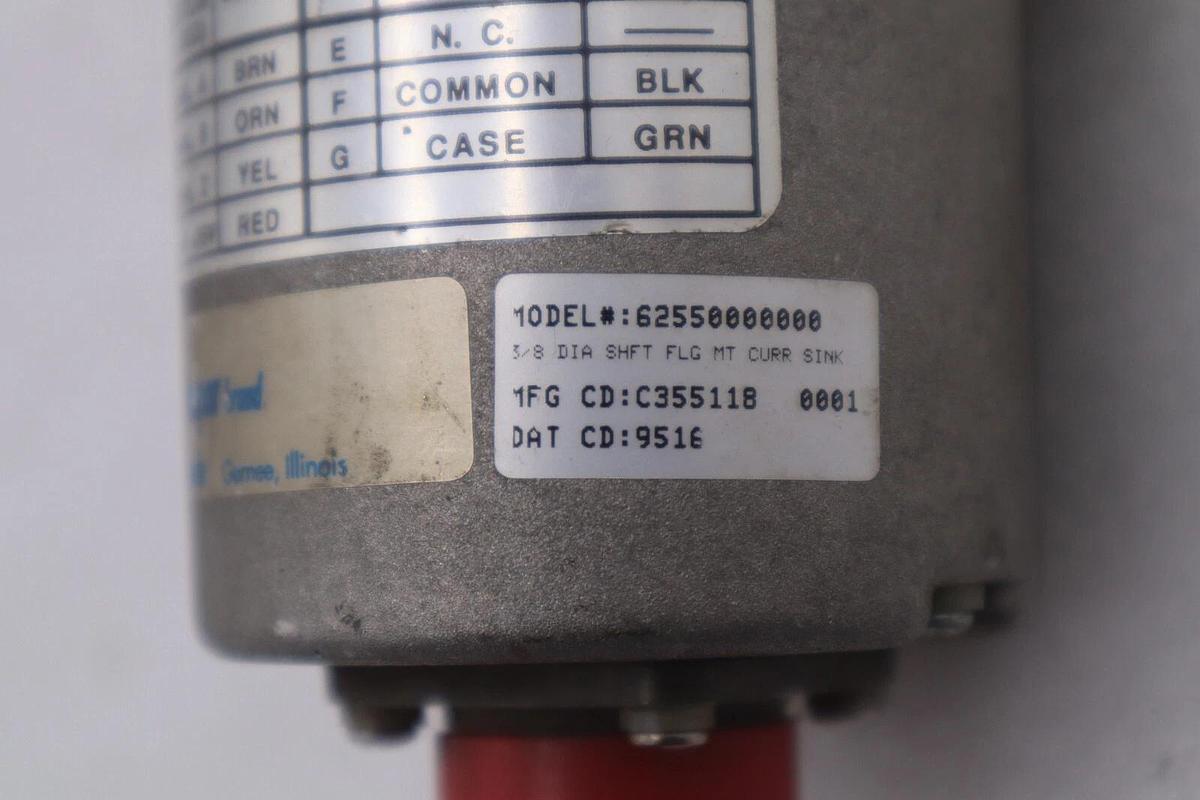 BRN E N. C. ——
ORN F COMMON BLK
YEL G CASE GRN
RED
MODEL#:62550000000
3/8 DIA SHFT FLG MT CURR SINK
MFG CD:C355118 0001
DAT CD:9516
Brand
Gurnee, Illinois